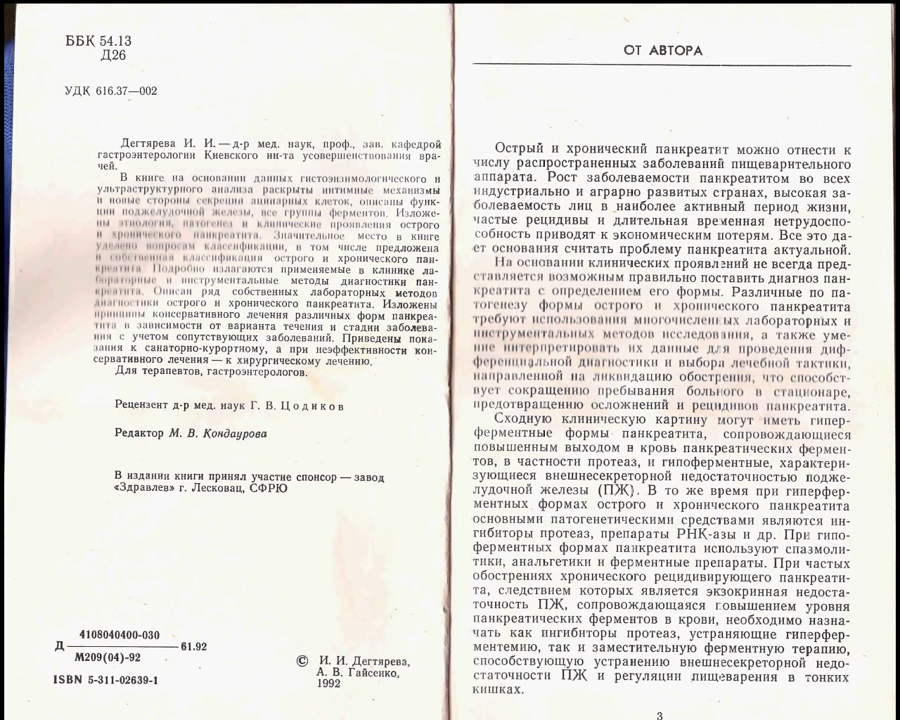 ББК 54.13
Д26
УДК 616.37—002
Дегтярева И. И. — д-р мед. наук, проф., зав. кафедрой
гастроэнтерологии Киевского ин-та усовершенствования вра-
чей.
В книге на основании данных гистоэнзимологического и
ультраструктурного анализа раскрыты интимные механизмы
и новые стороны секреции ацинарных клеток, описаны функ-
ции поджелудочной железы, все группы ферментов. Изложе-
ны этиология, патогенез и клинические проявления острого
и хронического панкреатита. Значительное место в книге
уделено вопросам классификации, в том числе предложена
и собственная классификация острого и хронического пан-
креатита. Подробно излагаются применяемые в клинике ла-
бораторные и инструментальные методы диагностики пан-
креатита. Описан ряд собственных лабораторных методов
диагностики острого и хронического панкреатита. Изложены
принципы консервативного лечения различных форм панкреа-
тита в зависимости от варианта течения и стадии заболева-
ния с учетом сопутствующих заболеваний. Приведены пока-
зания к санаторно-курортному, а при неэффективности кон-
сервативного лечения — к хирургическому лечению.
Для терапевтов, гастроэнтерологов.
Рецензент д-р мед. наук Г. В. Цодиков
Редактор М. В. Кондаурова
В издании книги принял участие спонсор — завод
«Здравлев» г. Лесковац, СФРЮ
Д 4108040400-030 61.92
М209(04)-92
ISBN 5-311-02639-1
© И. И. Дегтярева,
А. В. Гайсенко,
1992
ОТ АВТОРА
Острый и хронический панкреатит можно отнести к
числу распространенных заболеваний пищеварительного
аппарата. Рост заболеваемости панкреатитом во всех
индустриально и аграрно развитых странах, высокая за-
болеваемость лиц в наиболее активный период жизни,
частые рецидивы и длительная временная нетрудоспо-
собность приводят к экономическим потерям. Все это да-
ет основания считать проблему панкреатита актуальной.
На основании клинических проявлений не всегда пред-
ставляется возможным правильно поставить диагноз пан-
креатита с определением его формы. Различные по па-
тогенезу формы острого и хронического панкреатита
требуют использования многочисленных лабораторных и
инструментальных методов исследования, а также уме-
ние интерпретировать их данные для проведения диф-
ференциальной диагностики и выбора лечебной тактики,
направленной на ликвидацию обострения, что способст-
вует сокращению пребывания больного в стационаре,
предотвращению осложнений и рецидивов панкреатита.
Сходную клиническую картину могут иметь гипер-
ферментные формы панкреатита, сопровождающиеся
повышенным выходом в кровь панкреатических фермен-
тов, в частности протеаз, и гипоферментные, характери-
зующиеся внешнесекреторной недостаточностью подже-
лудочной железы (ПЖ). В то же время при гиперфер-
ментных формах острого и хронического панкреатита
основными патогенетическими средствами являются ин-
гибиторы протеаз, препараты РНК-азы и др. При гипо-
ферментных формах панкреатита используют спазмоли-
тики, анальгетики и ферментные препараты. При частых
обострениях хронического рецидивирующего панкреати-
та, следствием которых является экзокринная недоста-
точность ПЖ, сопровождающаяся повышением уровня
панкреатических ферментов в крови, необходимо назна-
чать как ингибиторы протеаз, устраняющие гиперфер-
ментемию, так и заместительную ферментную терапию,
способствующую устранению внешнесекреторной недо-
статочности ПЖ и регуляции пищеварения в тонких
кишках.
3